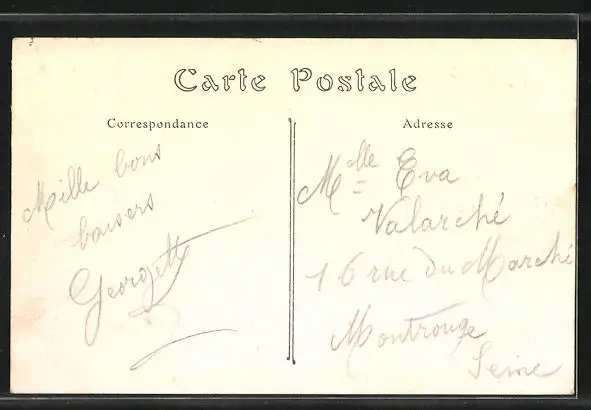 Carte Postale
Correspondance
Mille bons
baisers
Georgette
Adresse
Mlle Eva
Valarché
16 rue du Marché
Montrouge
Seine